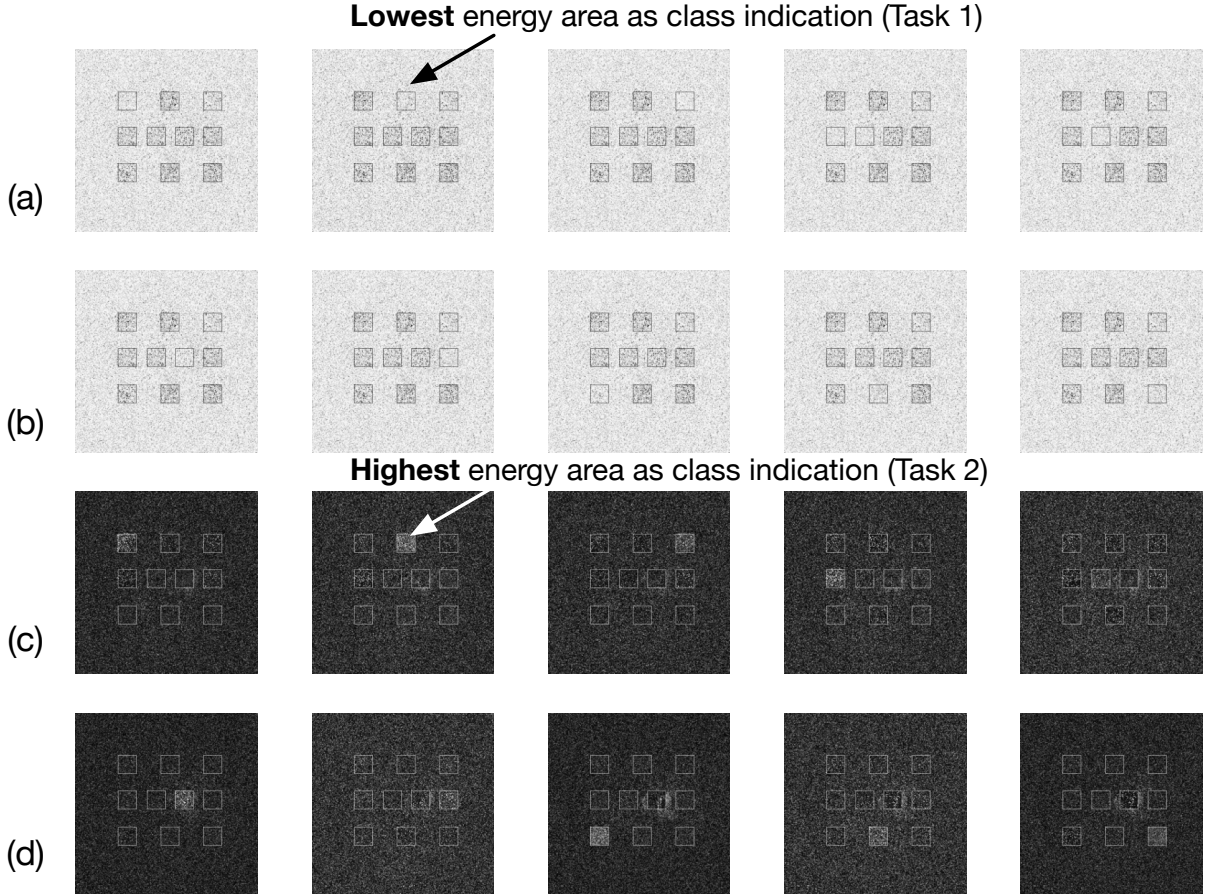 Lowest energy area as class indication (Task 1)
(a)
(b)
Highest energy area as class indication (Task 2)
(c)
(d)